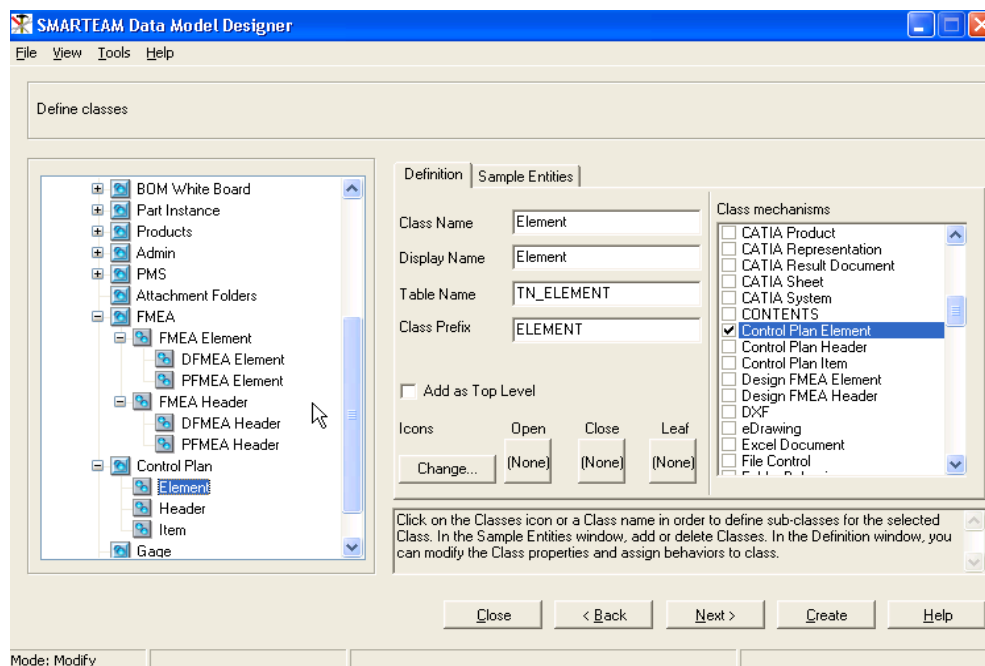 SMARTEAM Data Model Designer
File View Tools Help
Define classes
BOM White Board
Part Instance
Products
Admin
PMS
Attachment Folders
FMEA
FMEA Element
DFMEA Element
PFMEA Element
FMEA Header
DFMEA Header
PFMEA Header
Control Plan
Element
Header
Item
Gage
Definition
Sample Entities
Class Name
Element
Display Name
Element
Table Name
TN_ELEMENT
Class Prefix
ELEMENT
Add as Top Level
Icons
Open
Close
Leaf
Change...
(None)
(None)
(None)
Class mechanisms
CATIA Product
CATIA Representation
CATIA Result Document
CATIA Sheet
CATIA System
CONTENTS
Control Plan Element
Control Plan Header
Control Plan Item
Design FMEA Element
Design FMEA Header
DXF
eDrawing
Excel Document
File Control
Click on the Classes icon or a Class name in order to define sub-classes for the selected
Class. In the Sample Entities window, add or delete Classes. In the Definition window, you
can modify the Class properties and assign behaviors to class.
Close
< Back
Next >
Create
Help
Mode: Modify